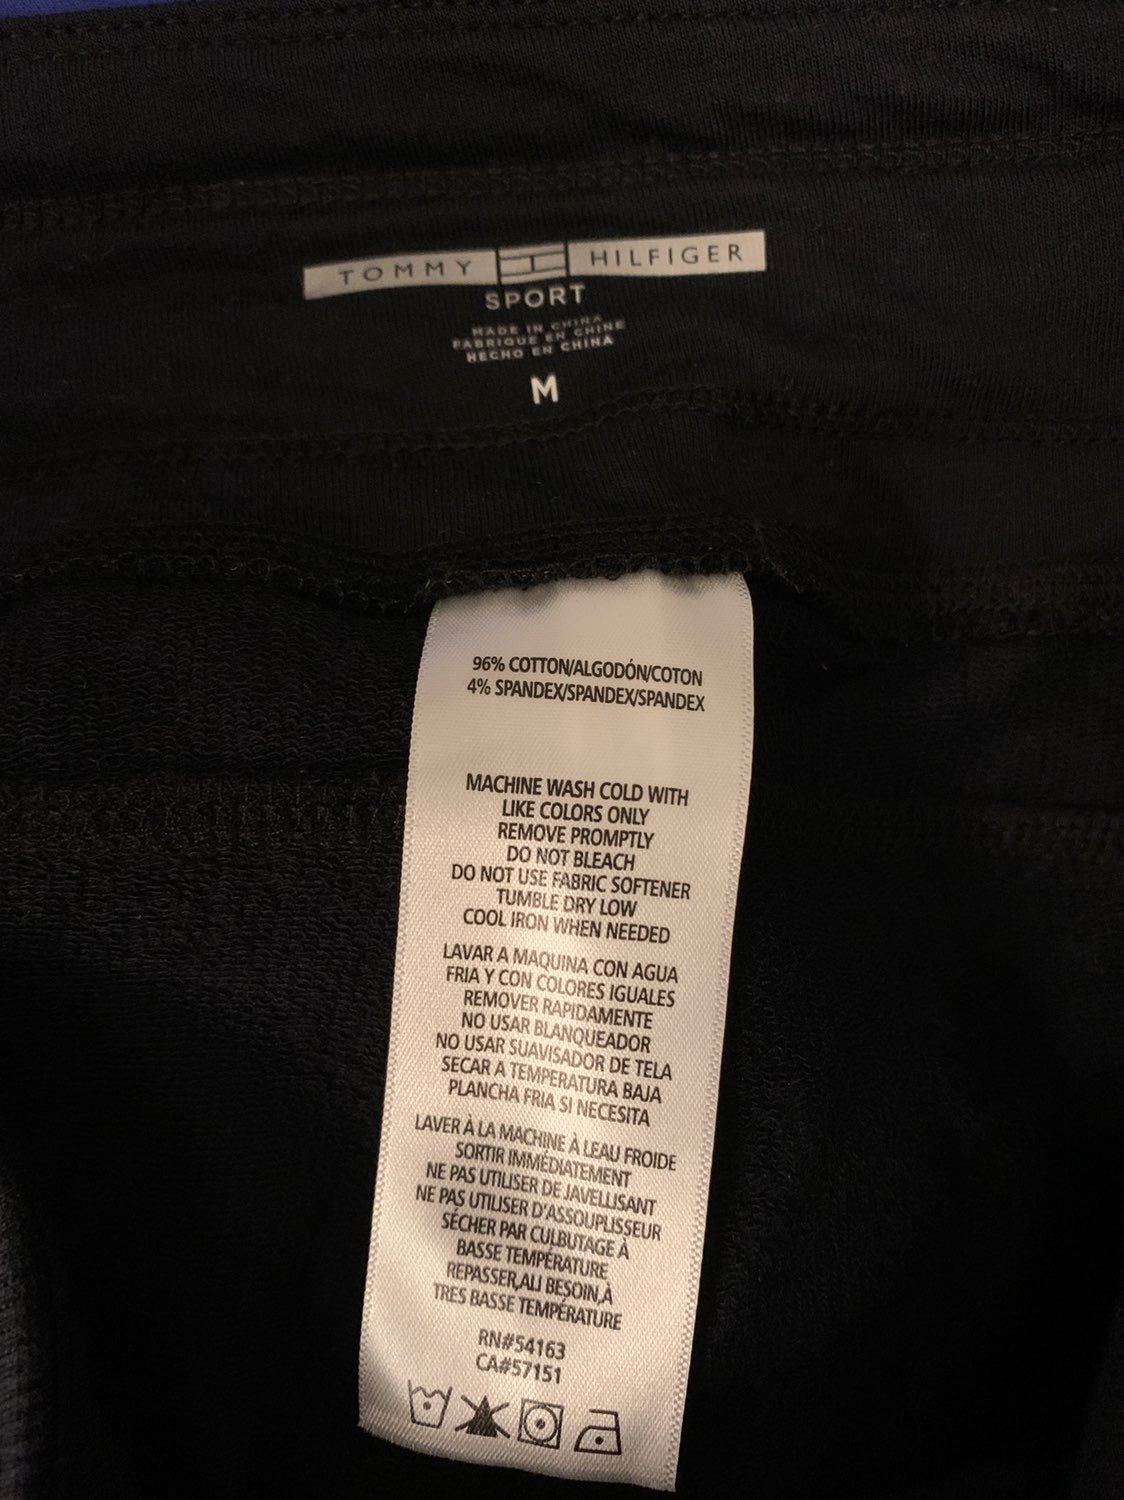 TOMMY HILFIGER
SPORT
MADE IN CHINA
FABRIQUE EN CHINE
HECHO EN CHINA
M
96% COTTON/ALGODÓN/COTON
4% SPANDEX/SPANDEX/SPANDEX
MACHINE WASH COLD WITH
LIKE COLORS ONLY
REMOVE PROMPTLY
DO NOT BLEACH
DO NOT USE FABRIC SOFTENER
TUMBLE DRY LOW
COOL IRON WHEN NEEDED
LAVAR A MAQUINA CON AGUA
FRIA Y CON COLORES IGUALES
REMOVER RAPIDAMENTE
NO USAR BLANQUEADOR
NO USAR SUAVISADOR DE TELA
SECAR A TEMPERATURA BAJA
PLANCHA FRIA SI NECESITA
LAVER À LA MACHINE À LEAU FROIDE
SORTIR IMMÉDIATEMENT
NE PAS UTILISER DE JAVELLISANT
NE PAS UTILISER D'ASSOUPLISSEUR
SÉCHER PAR CULBUTAGE À
BASSE TEMPÉRATURE
REPASSER,ALI BESOIN,À
TRES BASSE TEMPÉRATURE
RN#54163
CA#57151